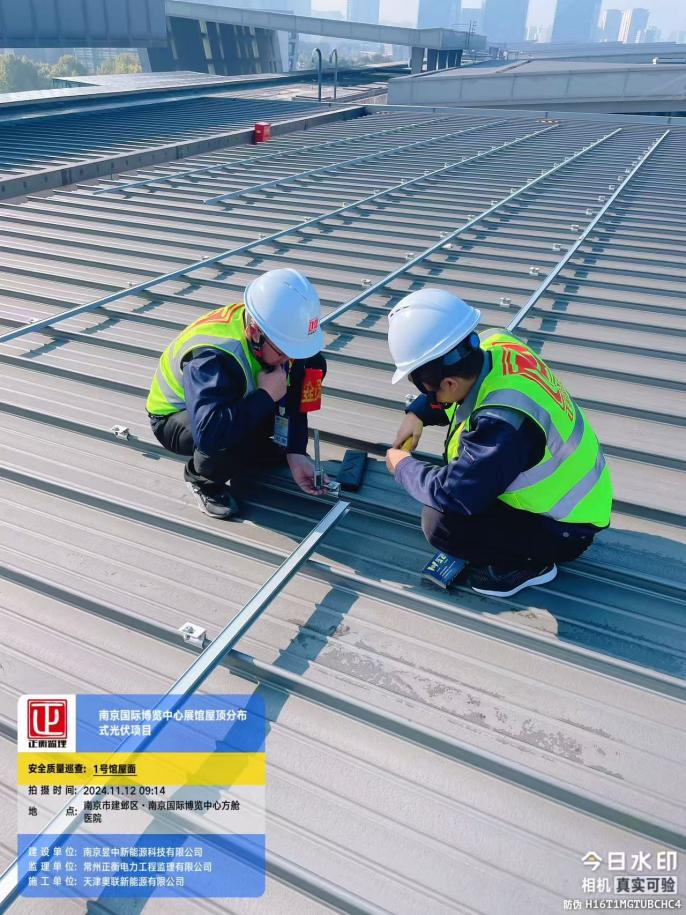 正衡监理
南京国际博览中心展馆屋顶分布
式光伏项目
安全质量巡查： 1号馆屋面
拍 摄 时 间： 2024.11.12 09:14
地 点： 南京市建邺区·南京国际博览中心方舱
医院
建 设 单 位： 南京昱中新能源科技有限公司
监 理 单 位： 常州正衡电力工程监理有限公司
施 工 单 位： 天津奥联新能源有限公司
今日水印
相机 真实可验
防伪 H16T1MGTUBCHC4